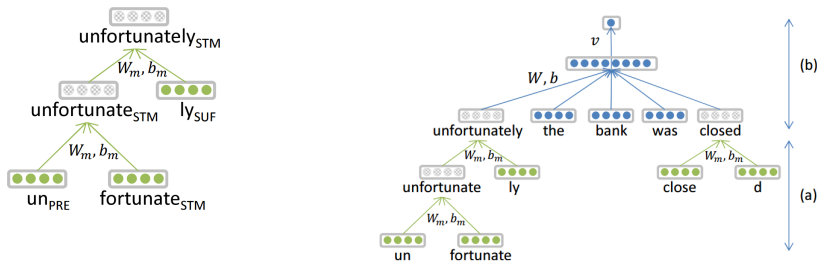 unfortunately_STM
W_m, b_m
unfortunate_STM
ly_SUF
W_m, b_m
un_PRE
fortunate_STM
v
W, b
(b)
unfortunately the bank was closed
W_m, b_m W_m, b_m
unfortunate ly close d
(a)
W_m, b_m
un fortunate